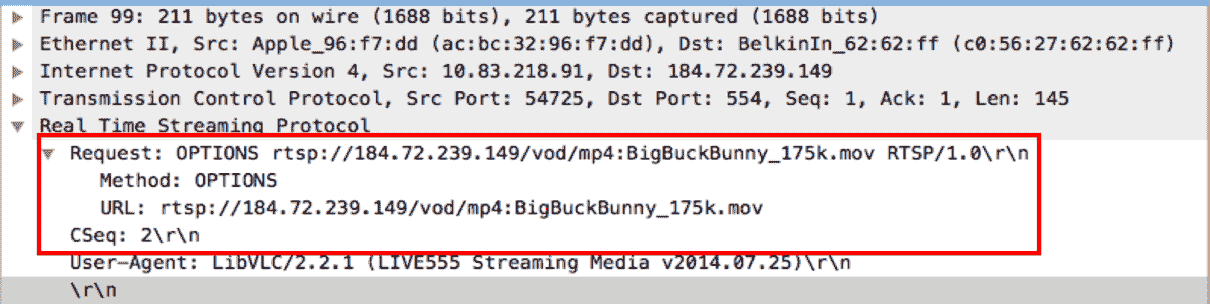 Frame 99: 211 bytes on wire (1688 bits), 211 bytes captured (1688 bits)
Ethernet II, Src: Apple_96:f7:dd (ac:bc:32:96:f7:dd), Dst: BelkinIn_62:62:ff (c0:56:27:62:62:ff)
Internet Protocol Version 4, Src: 10.83.218.91, Dst: 184.72.239.149
Transmission Control Protocol, Src Port: 54725, Dst Port: 554, Seq: 1, Ack: 1, Len: 145
Real Time Streaming Protocol
Request: OPTIONS rtsp://184.72.239.149/vod/mp4:BigBuckBunny_175k.mov RTSP/1.0\r\n
Method: OPTIONS
URL: rtsp://184.72.239.149/vod/mp4:BigBuckBunny_175k.mov
CSeq: 2\r\n
User-Agent: LibVLC/2.2.1 (LIVE555 Streaming Media v2014.07.25)\r\n
\r\n